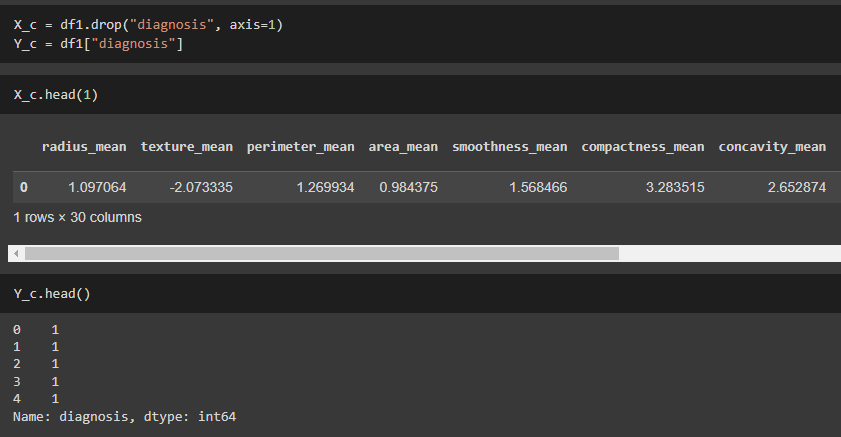 X_c = df1.drop("diagnosis", axis=1)
Y_c = df1["diagnosis"]
X_c.head(1)
radius_mean texture_mean perimeter_mean area_mean smoothness_mean compactness_mean concavity_mean
0 1.097064 -2.073335 1.269934 0.984375 1.568466 3.283515 2.652874
1 rows × 30 columns
Y_c.head()
0 1
1 1
2 1
3 1
4 1
Name: diagnosis, dtype: int64